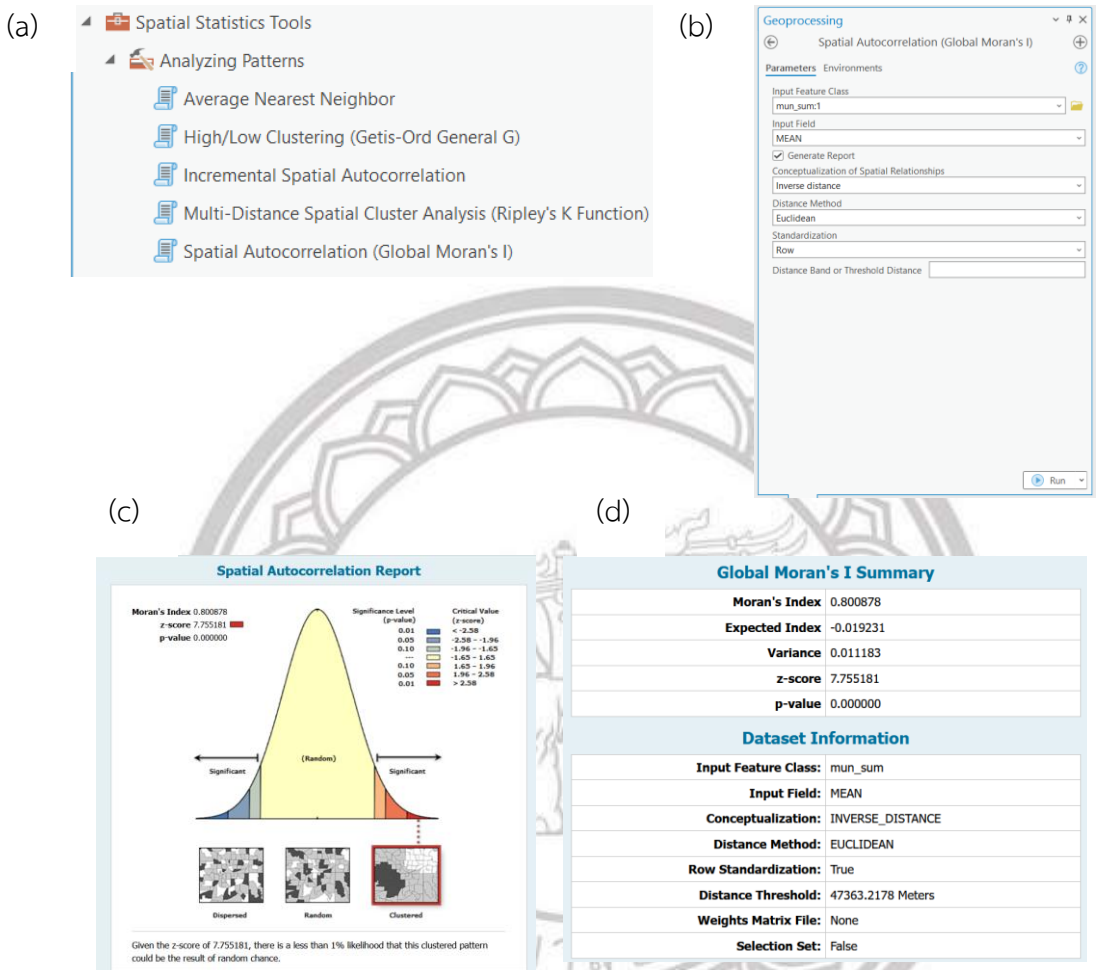 (a)
Spatial Statistics Tools
Analyzing Patterns
Average Nearest Neighbor
High/Low Clustering (Getis-Ord General G)
Incremental Spatial Autocorrelation
Multi-Distance Spatial Cluster Analysis (Ripley's K Function)
Spatial Autocorrelation (Global Moran's I)
(b)
Geoprocessing
Spatial Autocorrelation (Global Moran's I)
Parameters Environments
Input Feature Class
mun_sum:1
Input Field
MEAN
Generate Report
Conceptualization of Spatial Relationships
Inverse distance
Distance Method
Euclidean
Standardization
Row
Distance Band or Threshold Distance
Run
(c)
Spatial Autocorrelation Report
Moran's Index 0.800878
z-score 7.755181
p-value 0.000000
Significance Level (p-value) Critical Value (z-score)
0.01 < -2.58
0.05 -2.58 - -1.96
0.10 -1.96 - -1.65
--- -1.65 - 1.65
0.10 1.65 - 1.96
0.05 1.96 - 2.58
0.01 > 2.58
(Random)
Significant Significant
Dispersed Random Clustered
Given the z-score of 7.755181, there is a less than 1% likelihood that this clustered pattern
could be the result of random chance.
(d)
Global Moran's I Summary
Moran's Index 0.800878
Expected Index -0.019231
Variance 0.011183
z-score 7.755181
p-value 0.000000
Dataset Information
Input Feature Class: mun_sum
Input Field: MEAN
Conceptualization: INVERSE_DISTANCE
Distance Method: EUCLIDEAN
Row Standardization: True
Distance Threshold: 47363.2178 Meters
Weights Matrix File: None
Selection Set: False